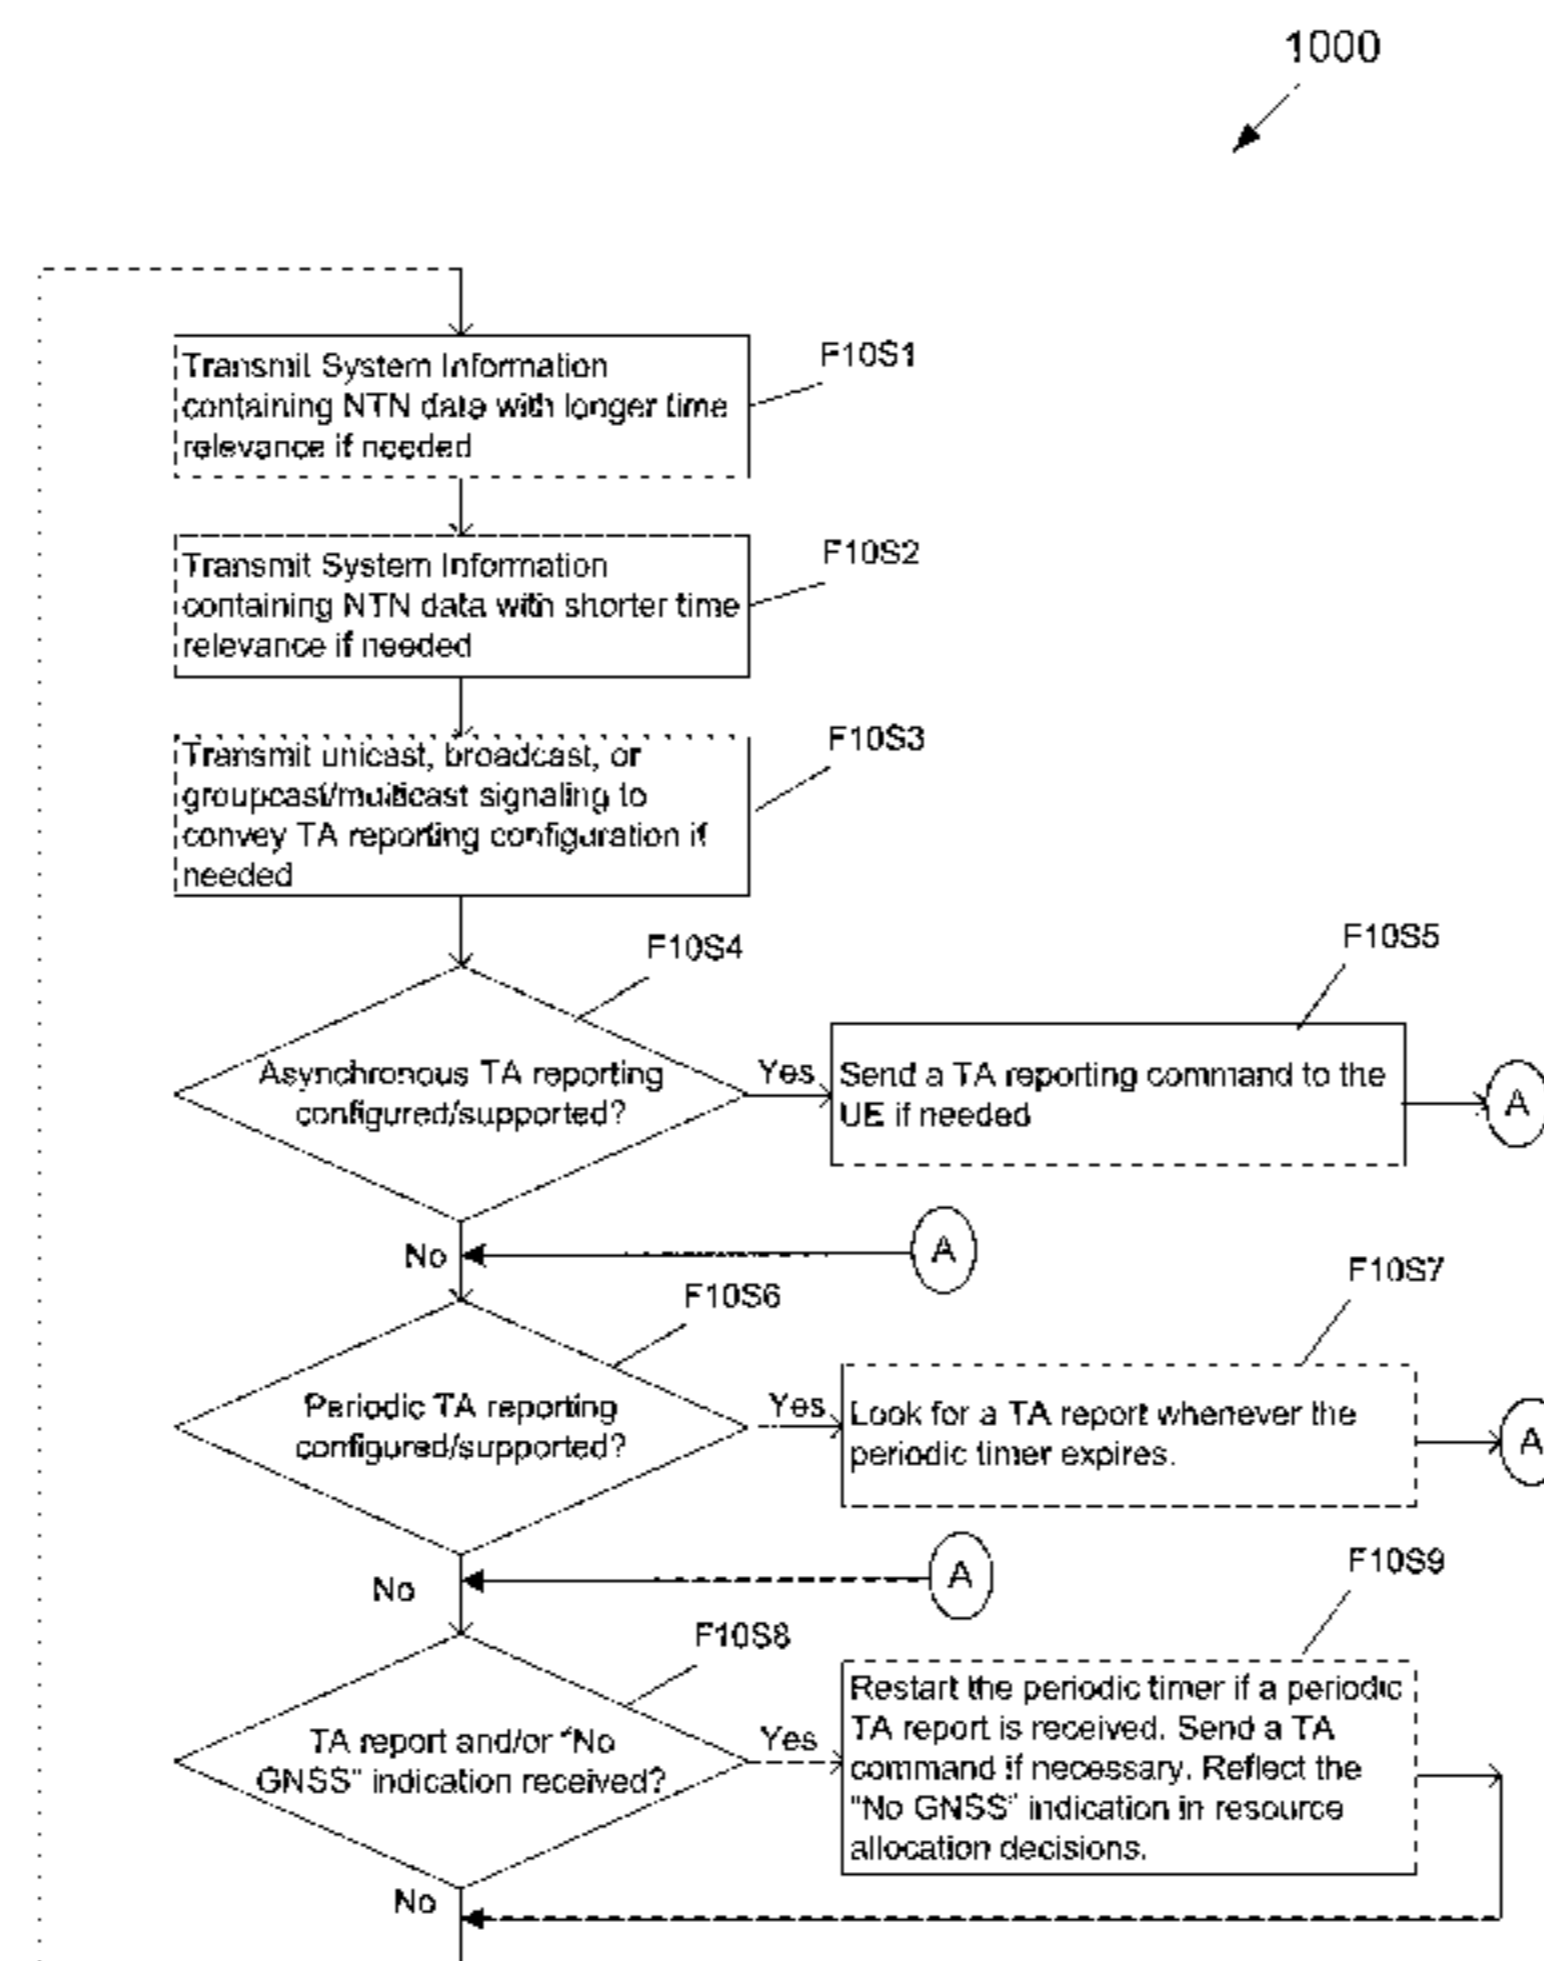 1000
Transmit System Information
containing NTN data with longer time
relevance if needed
F10S1
Transmit System Information
containing NTN data with shorter time
relevance if needed
F10S2
Transmit unicast, broadcast, or
groupcast/multicast signaling to
convey TA reporting configuration if
needed
F10S3
F10S4
Asynchronous TA reporting
configured/supported?
Yes
F10S5
Send a TA reporting command to the
UE if needed
A
No
A
F10S6
Periodic TA reporting
configured/supported?
Yes
F10S7
Look for a TA report whenever the
periodic timer expires.
A
No
A
F10S8
TA report and/or “No
GNSS” indication received?
Yes
F10S9
Restart the periodic timer if a periodic
TA report is received. Send a TA
command if necessary. Reflect the
“No GNSS” indication in resource
allocation decisions.
No